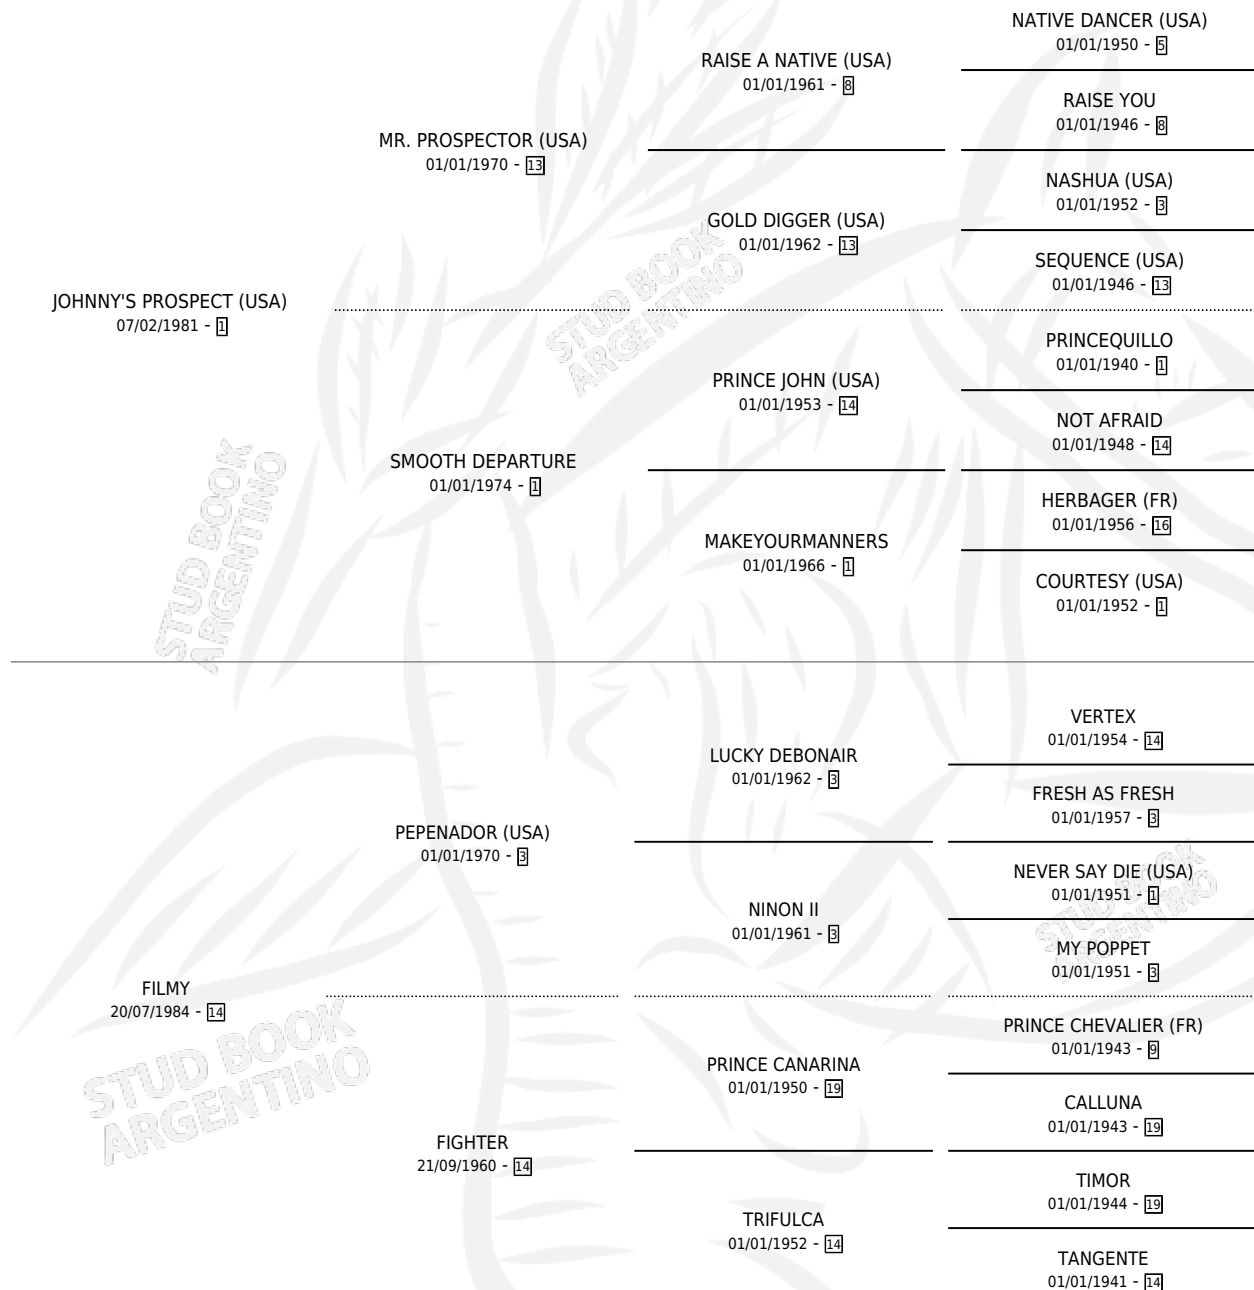 NATIVE DANCER (USA)
01/01/1950 - 5
RAISE A NATIVE (USA)
01/01/1961 - 8
RAISE YOU
01/01/1946 - 8
MR. PROSPECTOR (USA)
01/01/1970 - 13
NASHUA (USA)
01/01/1952 - 3
GOLD DIGGER (USA)
01/01/1962 - 13
SEQUENCE (USA)
01/01/1946 - 13
JOHNNY'S PROSPECT (USA)
07/02/1981 - 1
STUD BOOK
ARGENTINO
PRINCEQUILLO
01/01/1940 - 1
PRINCE JOHN (USA)
01/01/1953 - 14
NOT AFRAID
01/01/1948 - 14
SMOOTH DEPARTURE
01/01/1974 - 1
HERBAGER (FR)
01/01/1956 - 16
MAKEYOURMANNERS
01/01/1966 - 1
COURTESY (USA)
01/01/1952 - 1
STUD BOOK
ARGENTINO
VERTEX
01/01/1954 - 14
LUCKY DEBONAIR
01/01/1962 - 3
FRESH AS FRESH
01/01/1957 - 3
PEPENADOR (USA)
01/01/1970 - 3
NEVER SAY DIE (USA)
01/01/1951 - 1
NINON II
01/01/1961 - 3
MY POPPET
01/01/1951 - 3
STUD BOOK
ARGENTINO
FILMY
20/07/1984 - 14
PRINCE CHEVALIER (FR)
01/01/1943 - 9
PRINCE CANARINA
01/01/1950 - 19
CALLUNA
01/01/1943 - 19
STUD BOOK
ARGENTINO
FIGHTER
21/09/1960 - 14
TIMOR
01/01/1944 - 19
TRIFULCA
01/01/1952 - 14
TANGENTE
01/01/1941 - 14